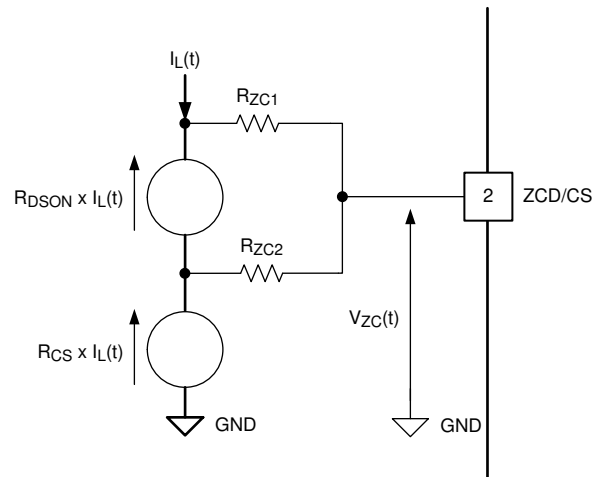 I_L(t)
R_ZC1
R_DSON x I_L(t)
2
ZCD/CS
R_ZC2
V_ZC(t)
R_CS x I_L(t)
GND
GND